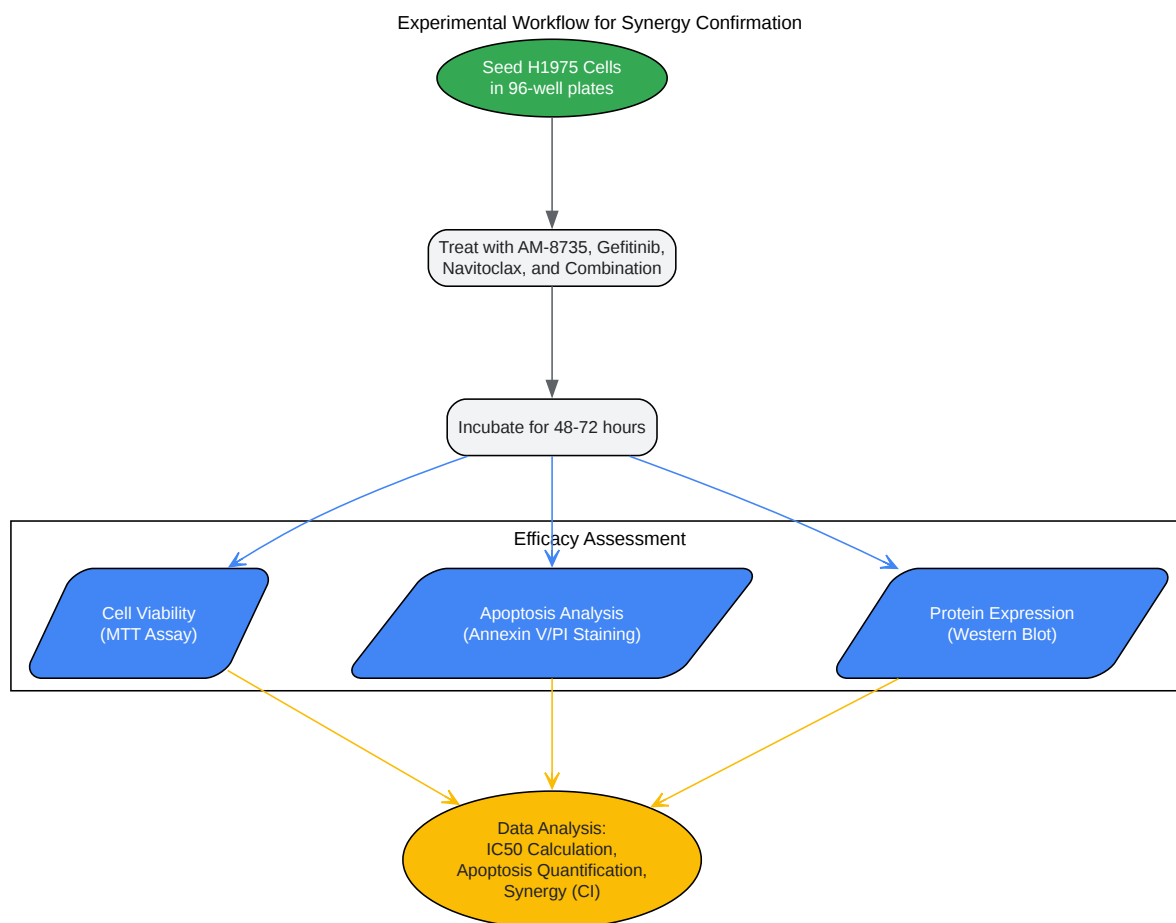 Experimental Workflow for Synergy Confirmation
Seed H1975 Cells
in 96-well plates
Treat with AM-8735, Gefitinib,
Navitoclax, and Combination
Incubate for 48-72 hours
Efficacy Assessment
Cell Viability
(MTT Assay)
Apoptosis Analysis
(Annexin V/PI Staining)
Protein Expression
(Western Blot)
Data Analysis:
IC50 Calculation,
Apoptosis Quantification,
Synergy (CI)